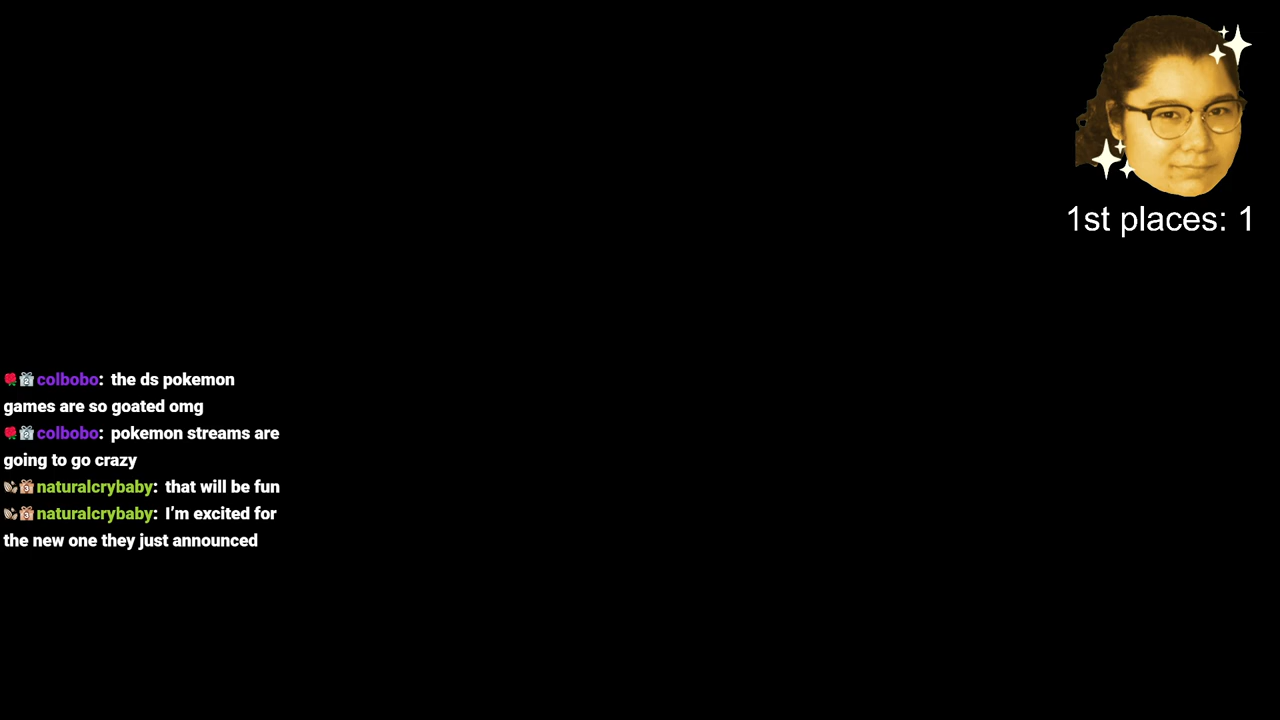 1st places: 1
colbobo: the ds pokemon
games are so goated omg
colbobo: pokemon streams are
going to go crazy
naturalcrybaby: that will be fun
naturalcrybaby: I'm excited for
the new one they just announced